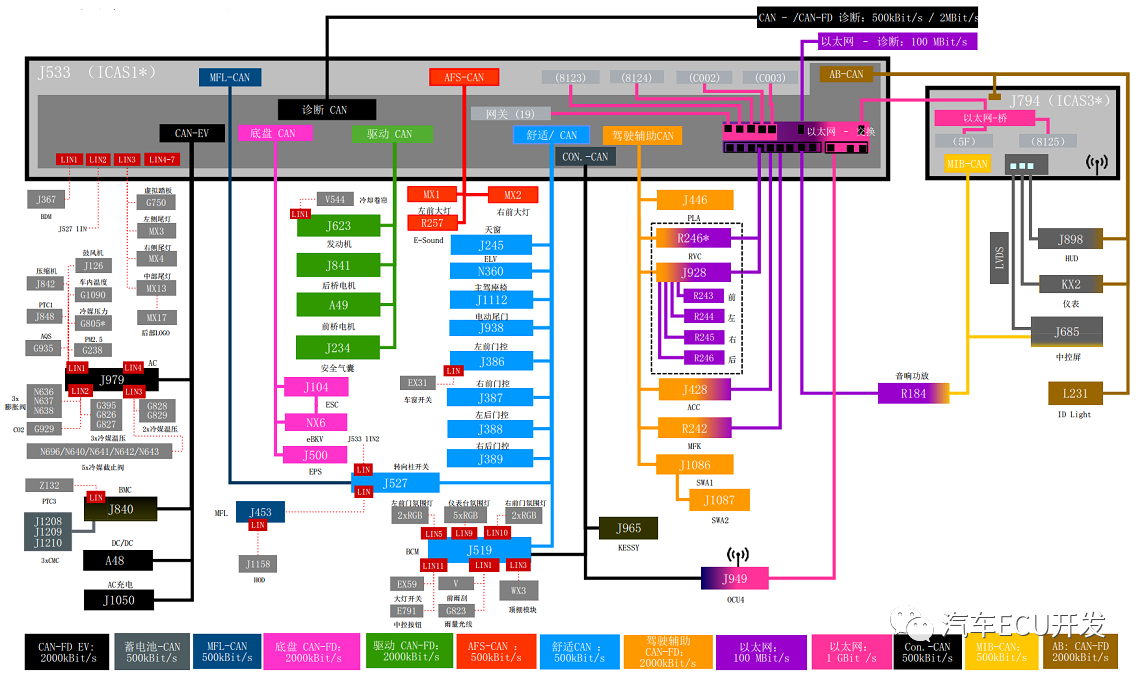 CAN - /CAN-FD 诊断: 500kBit/s / 2MBit/s
以太网 - 诊断: 100 MBit/s
J533 （ICAS1*）
MFL-CAN
AFS-CAN
(8123)
(8124)
(C002)
(C003)
AB-CAN
诊断 CAN
网关 (19)
J794（ICAS3*）
以太网-桥
(5F)
(8125)
MIB-CAN
CAN-EV
底盘 CAN
驱动 CAN
舒适/ CAN
驾驶辅助CAN
以太网 - 交换
CON.-CAN
LIN1
LIN2
LIN3
LIN4-7
J367
BDM
J527 LIN
虚拟踏板
G750
左侧尾灯
MX3
右侧尾灯
MX4
中部尾灯
MX13
MX17
后部LOGO
鼓风机
J126
车内温度
G1090
冷媒压力
G805*
PM2.5
G238
压缩机
J842
PTC1
J848
AQS
G935
LIN1
LIN4
AC
J979
LIN2
LIN3
3x
膨胀阀
N636
N637
N638
CO2
G929
G395
G826
G827
3x冷媒温压
G828
G829
2x冷媒温压
N696/N640/N641/N642/N643
5x冷媒截止阀
Z132
PTC3
BMC
LIN
J840
J1208
J1209
J1210
3xCMC
DC/DC
A48
AC充电
J1050
V544
冷却卷帘
LIN1
J623
发动机
J841
后桥电机
A49
前桥电机
J234
安全气囊
J104
ESC
NX6
eBKV
J500
EPS
MX1
左前大灯
MX2
右前大灯
R257
E-Sound
天窗
J245
ELV
N360
主驾座椅
J1112
电动尾门
J938
左前门控
J386
右前门控
J387
左后门控
J388
右后门控
J389
LIN
EX31
车窗开关
J533 LIN2
LIN
转向柱开关
J527
LIN
MFL
J453
LIN
J1158
HOD
左前门氛围灯
2xRGB
仪表台氛围灯
5xRGB
右前门氛围灯
2xRGB
LIN5
LIN9
LIN10
BCM
J519
LIN11
LIN1
LIN3
EX59
大灯开关
E791
中控按钮
V
前雨刮
G823
雨量光线
WX3
顶棚模块
J446
PLA
R246*
RVC
J928
R243 前
R244 左
R245 右
R246 后
J428
ACC
R242
MFK
J1086
SWA1
J1087
SWA2
J965
KESSY
J949
OCU4
音响功放
R184
LVDS
J898
HUD
KX2
仪表
J685
中控屏
L231
ID Light
汽车ECU开发
CAN-FD EV:
2000kBit/s
蓄电池-CAN
500kBit/s
MFL-CAN
500kBit/s
底盘 CAN-FD:
2000kBit/s
驱动 CAN-FD:
2000kBit/s
AFS-CAN :
500kBit/s
舒适CAN :
500kBit/s
驾驶辅助
CAN-FD:
2000kBit/s
以太网:
100 MBit/s
以太网:
1 GBit /s
Con.-CAN
500kBit/s
MIB-CAN:
500kBit/s
AB: CAN-FD
2000kBit/s